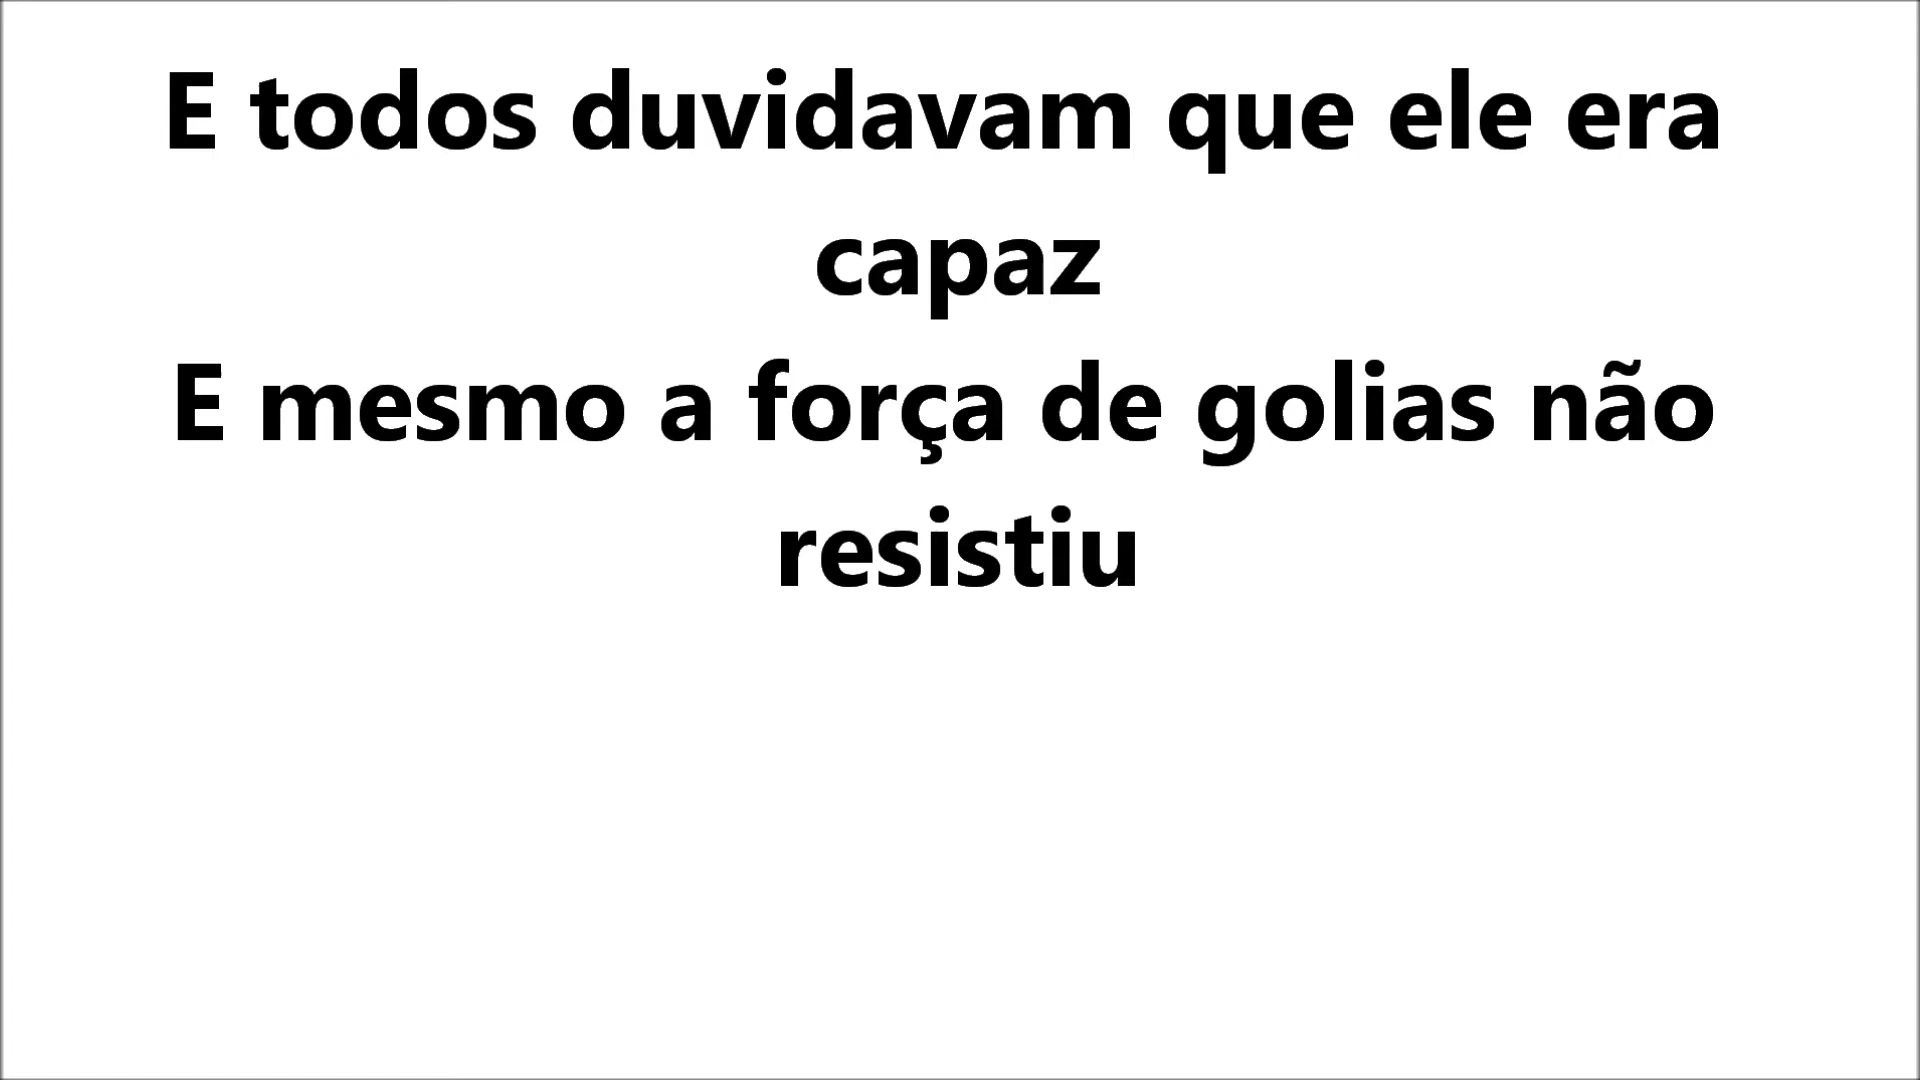 E todos duvidavam que ele era
capaz
E mesmo a força de golias não
resistiu